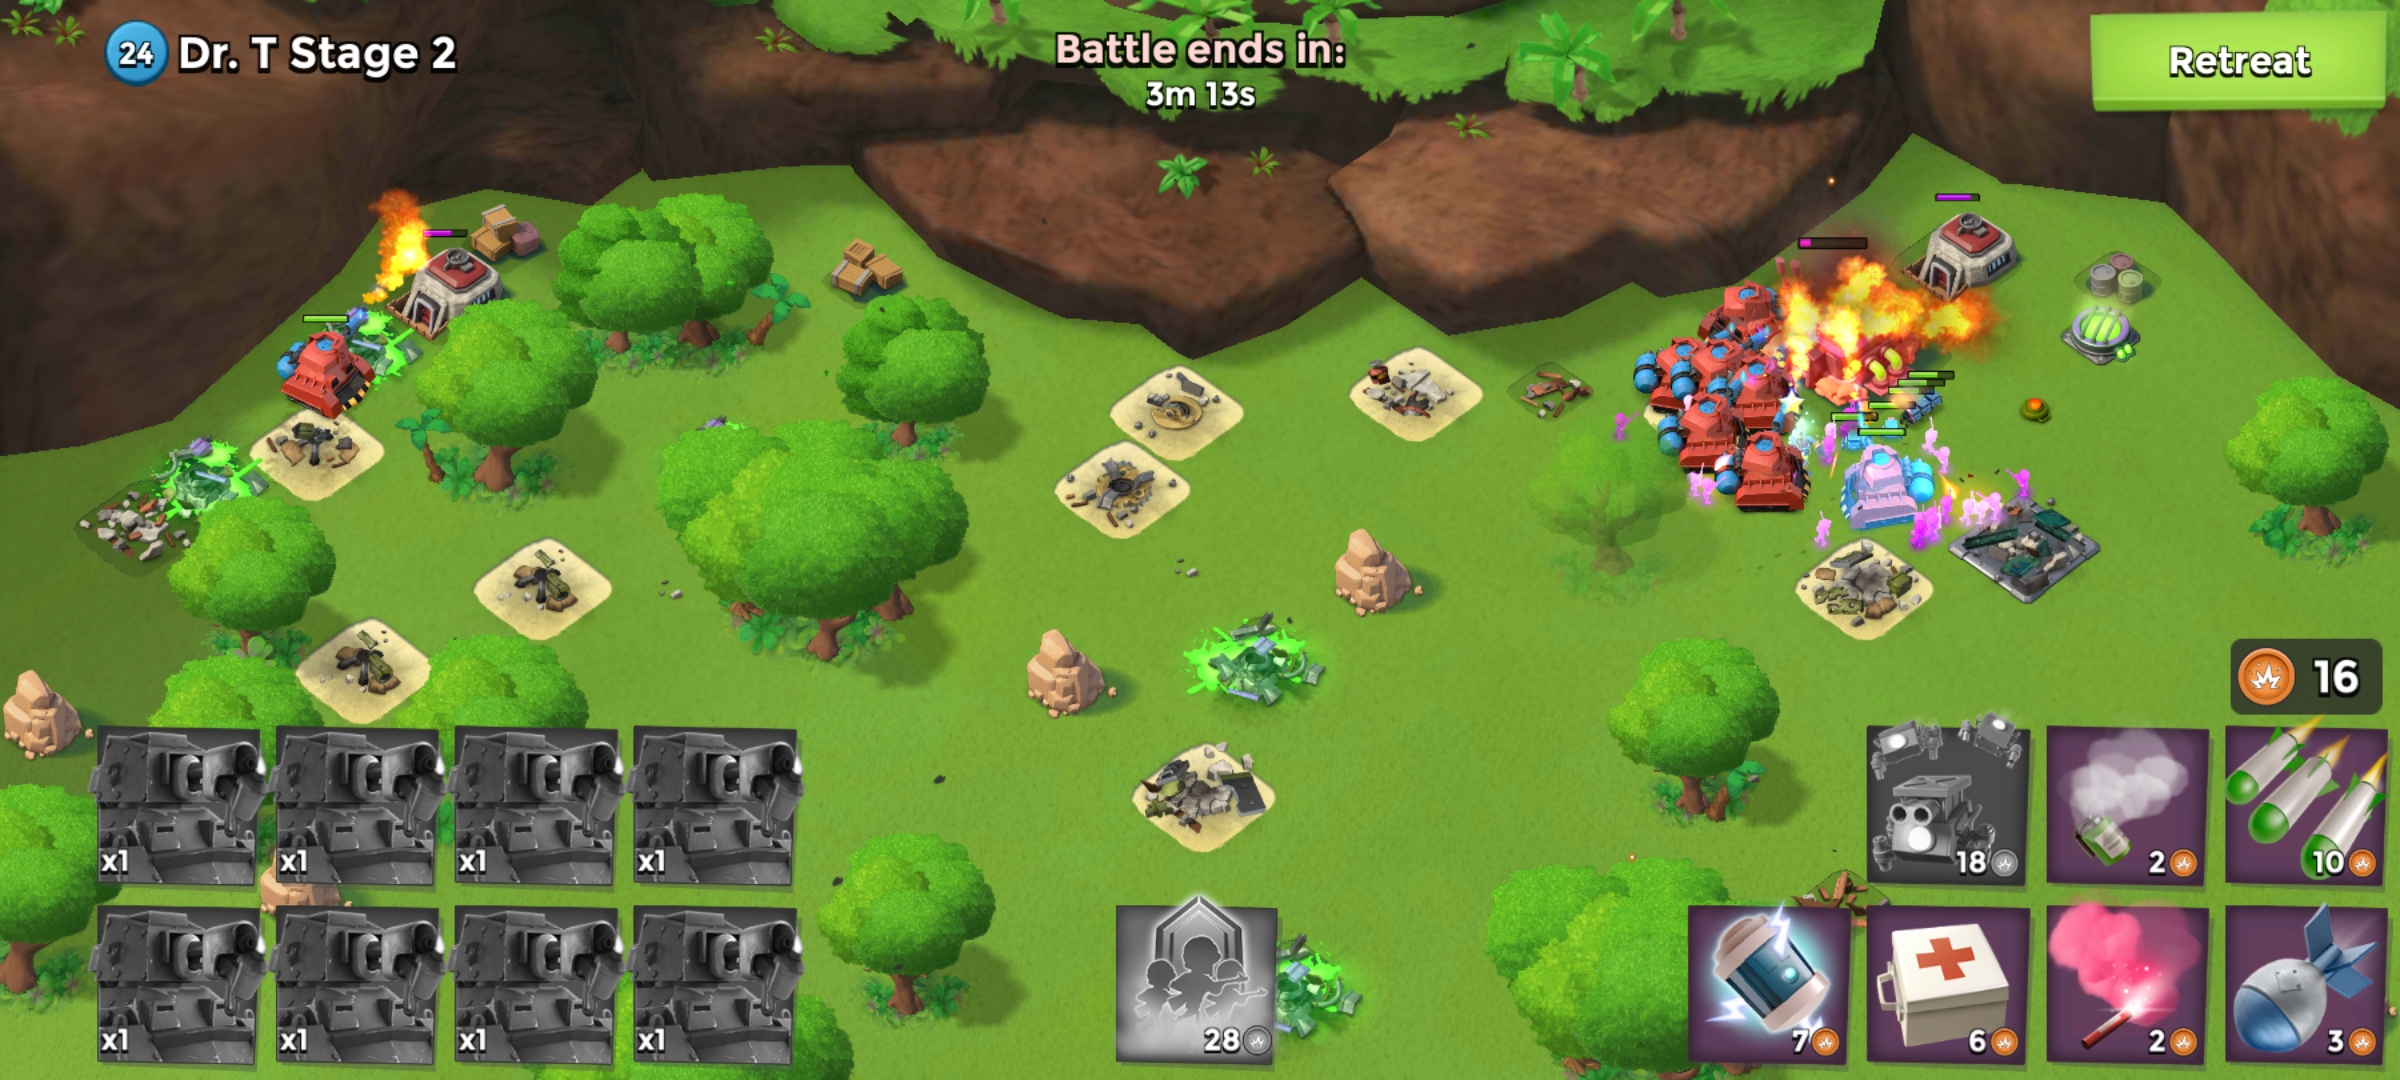 24 Dr. T Stage 2
Battle ends in:
3m 13s
Retreat
16
x1 x1 x1 x1
18 2 10
x1 x1 x1 x1
28 7 6 2 3